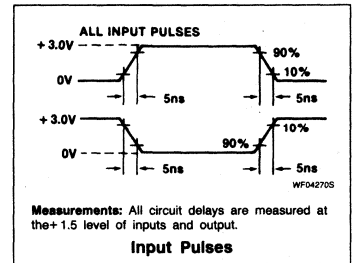 ALL INPUT PULSES
+ 3.0V
90%
10%
0V
5ns
5ns
+ 3.0V
10%
90%
0V
5ns
5ns
WF04270S
Measurements: All circuit delays are measured at
the+ 1.5 level of inputs and output.
Input Pulses